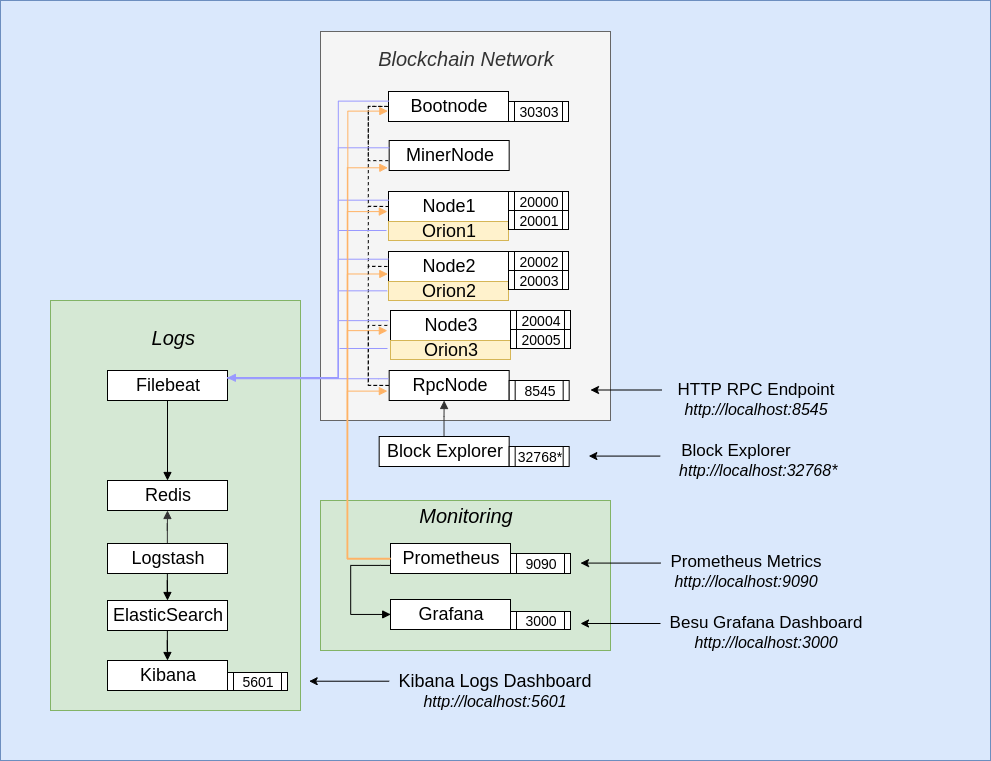 Blockchain Network
Bootnode
30303
MinerNode
Node1
20000
20001
Orion1
Node2
20002
20003
Orion2
Node3
20004
20005
Orion3
RpcNode
8545
HTTP RPC Endpoint
http://localhost:8545
Block Explorer
32768*
Block Explorer
http://localhost:32768*
Logs
Filebeat
Redis
Logstash
ElasticSearch
Kibana
5601
Kibana Logs Dashboard
http://localhost:5601
Monitoring
Prometheus
9090
Prometheus Metrics
http://localhost:9090
Grafana
3000
Besu Grafana Dashboard
http://localhost:3000